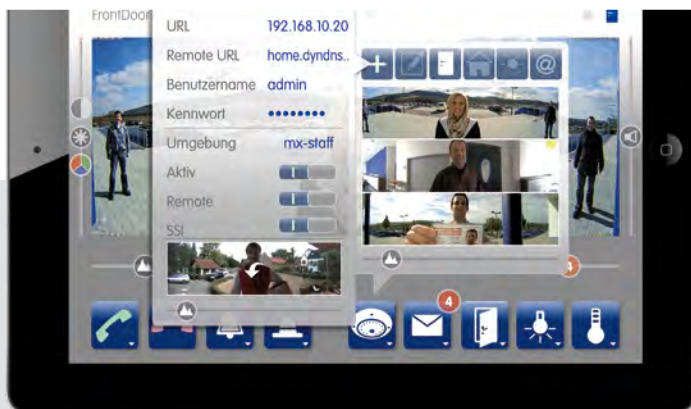 FrontDoor
URL 192.168.10.20
Remote URL home.dyndns..
Benutzername admin
Kennwort ••••••••
Umgebung mx-staff
Aktiv
Remote
SSl
@
4
4